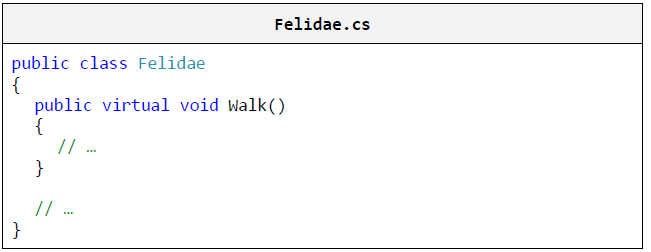 Felidae.cs
public class Felidae
{
public virtual void Walk()
{
// …
}
// …
}